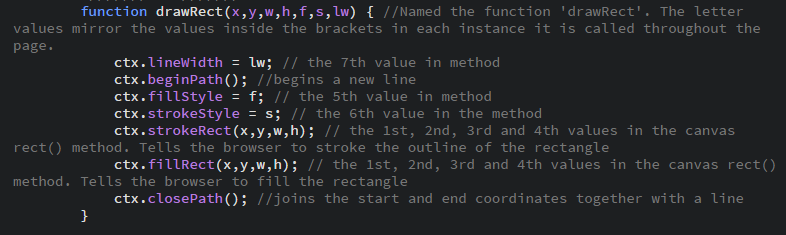 function drawRect(x,y,w,h,f,s,lw) { //Named the function 'drawRect'. The letter
values mirror the values inside the brackets in each instance it is called throughout the
page.
ctx.lineWidth = lw; // the 7th value in method
ctx.beginPath(); //begins a new line
ctx.fillStyle = f; // the 5th value in method
ctx.strokeStyle = s; // the 6th value in the method
ctx.strokeRect(x,y,w,h); // the 1st, 2nd, 3rd and 4th values in the canvas
rect() method. Tells the browser to stroke the outline of the rectangle
ctx.fillRect(x,y,w,h); // the 1st, 2nd, 3rd and 4th values in the canvas rect()
method. Tells the browser to fill the rectangle
ctx.closePath(); //joins the start and end coordinates together with a line
}